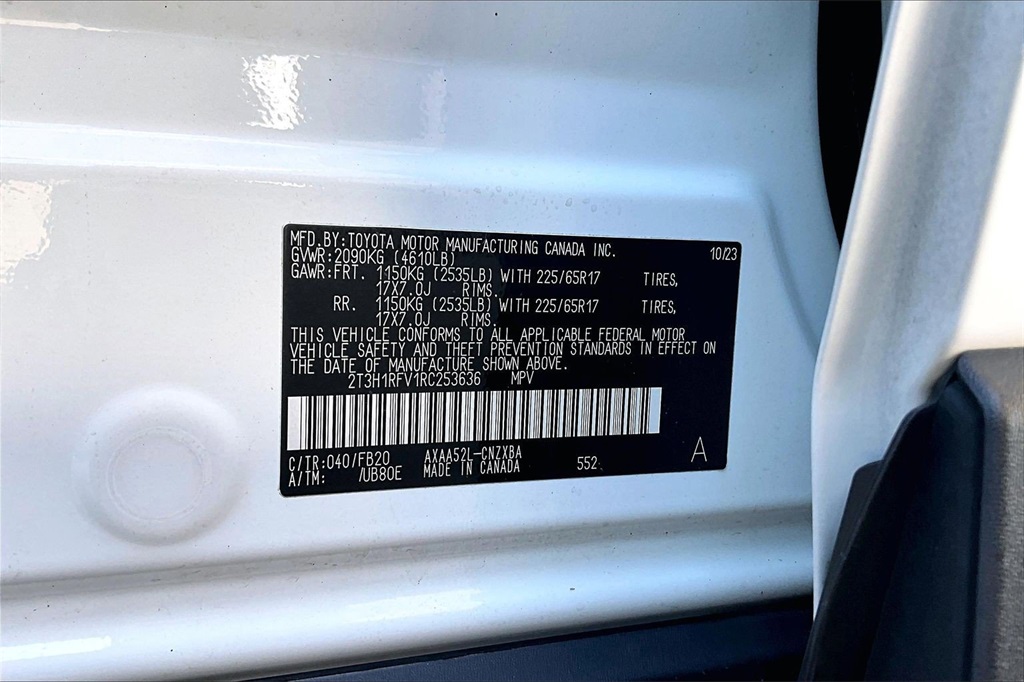 MFD.BY:TOYOTA MOTOR MANUFACTURING CANADA INC. 10/23
GVWR:2090KG (4610LB)
GAWR:FRT. 1150KG (2535LB) WITH 225/65R17 TIRES,
17X7.0J RIMS.
RR. 1150KG (2535LB) WITH 225/65R17 TIRES,
17X7.0J RIMS.
THIS VEHICLE CONFORMS TO ALL APPLICABLE FEDERAL MOTOR
VEHICLE SAFETY AND THEFT PREVENTION STANDARDS IN EFFECT ON
THE DATE OF MANUFACTURE SHOWN ABOVE.
2T3H1RFV1RC253636 MPV
C/TR:040/FB20 AXAA52L-CNZXBA
A/TM: /UB80E MADE IN CANADA 552 A